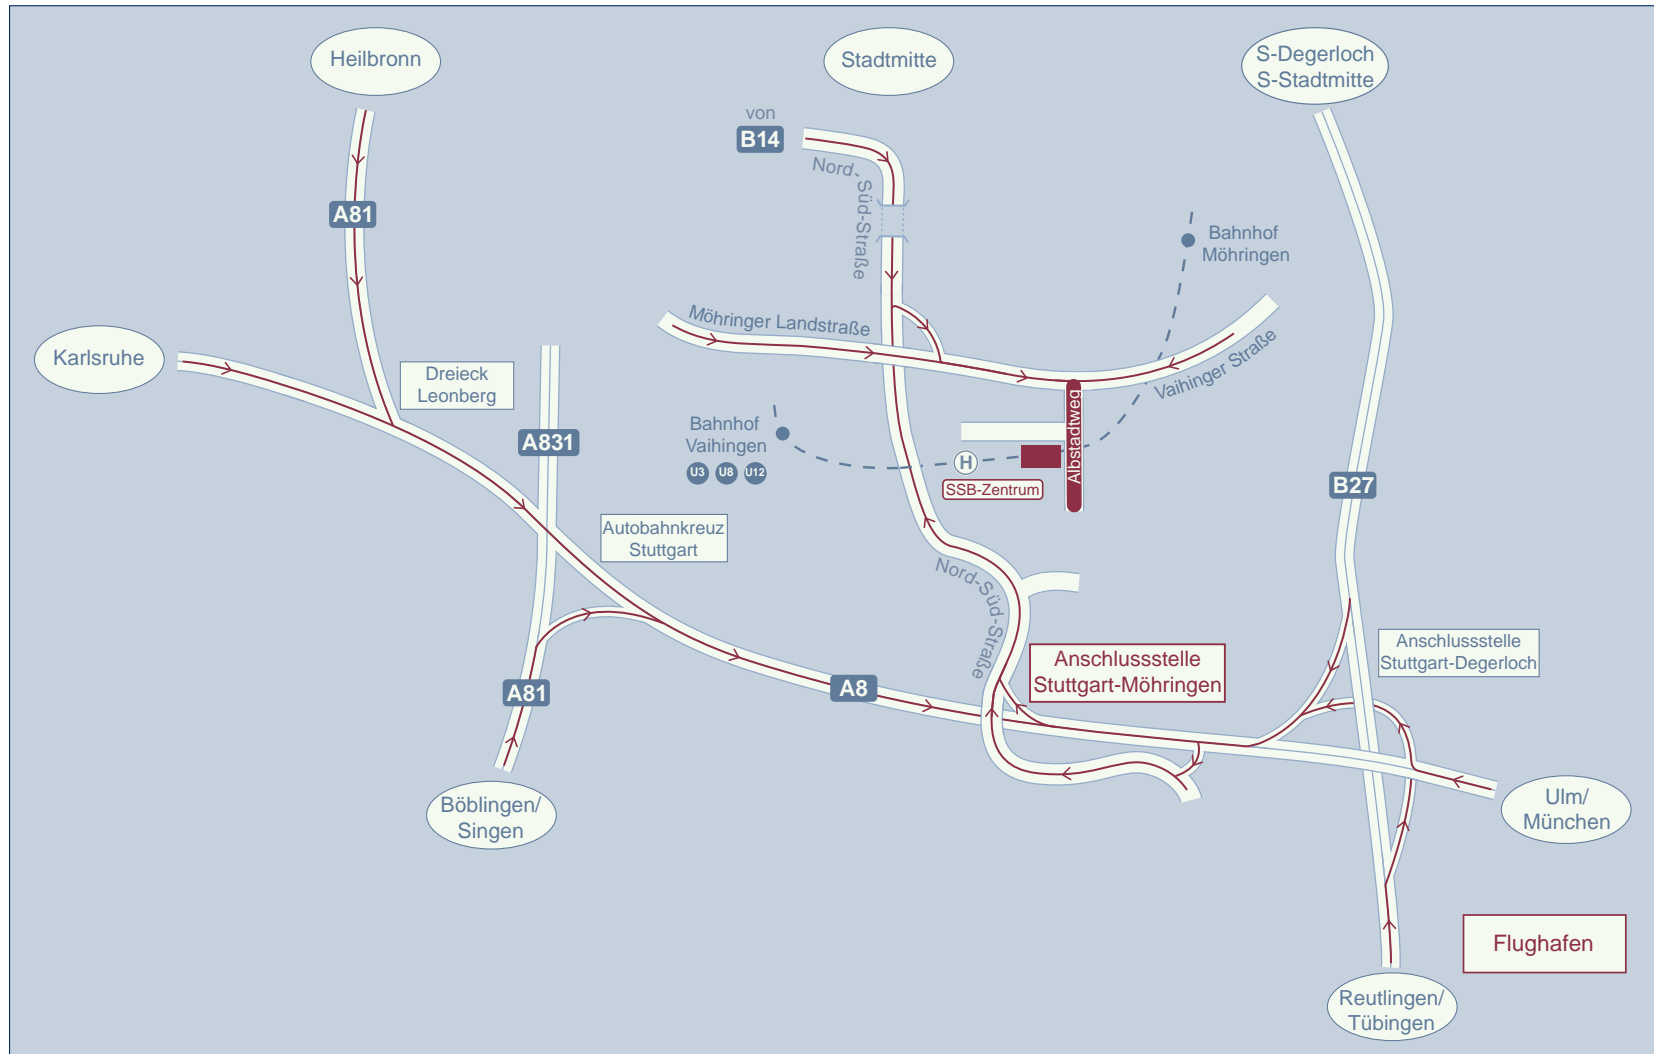 Heilbronn
Stadtmitte
S-Degerloch
S-Stadtmitte
von
B14
Nord-
Süd-Straße
A81
Bahnhof
Möhringen
Möhringer Landstraße
Vaihinger Straße
Karlsruhe
Dreieck
Leonberg
A831
Bahnhof
Vaihingen
U3 U8 U12
H
SSB-Zentrum
Albstadtweg
B27
Autobahnkreuz
Stuttgart
Nord-Süd-Straße
Anschlussstelle
Stuttgart-Möhringen
Anschlussstelle
Stuttgart-Degerloch
A81
A8
Böblingen/
Singen
Ulm/
München
Flughafen
Reutlingen/
Tübingen